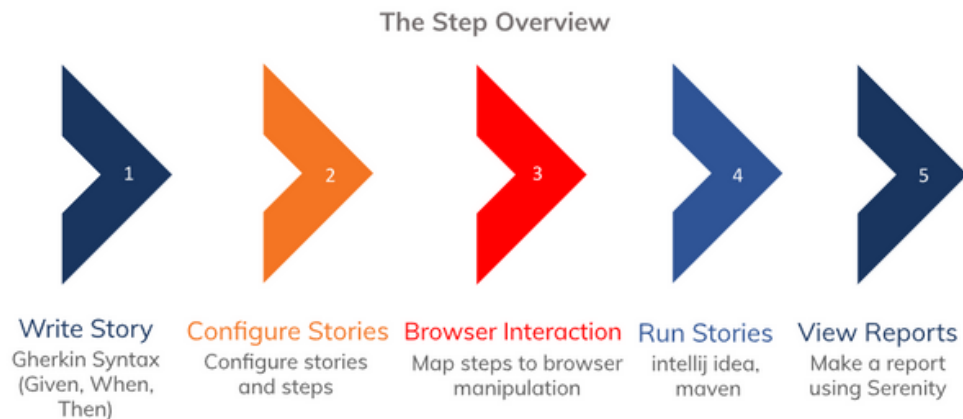 The Step Overview
1
2
3
4
5
Write Story
Gherkin Syntax
(Given, When,
Then)
Configure Stories
Configure stories
and steps
Browser Interaction
Map steps to browser
manipulation
Run Stories
intellij idea,
maven
View Reports
Make a report
using Serenity